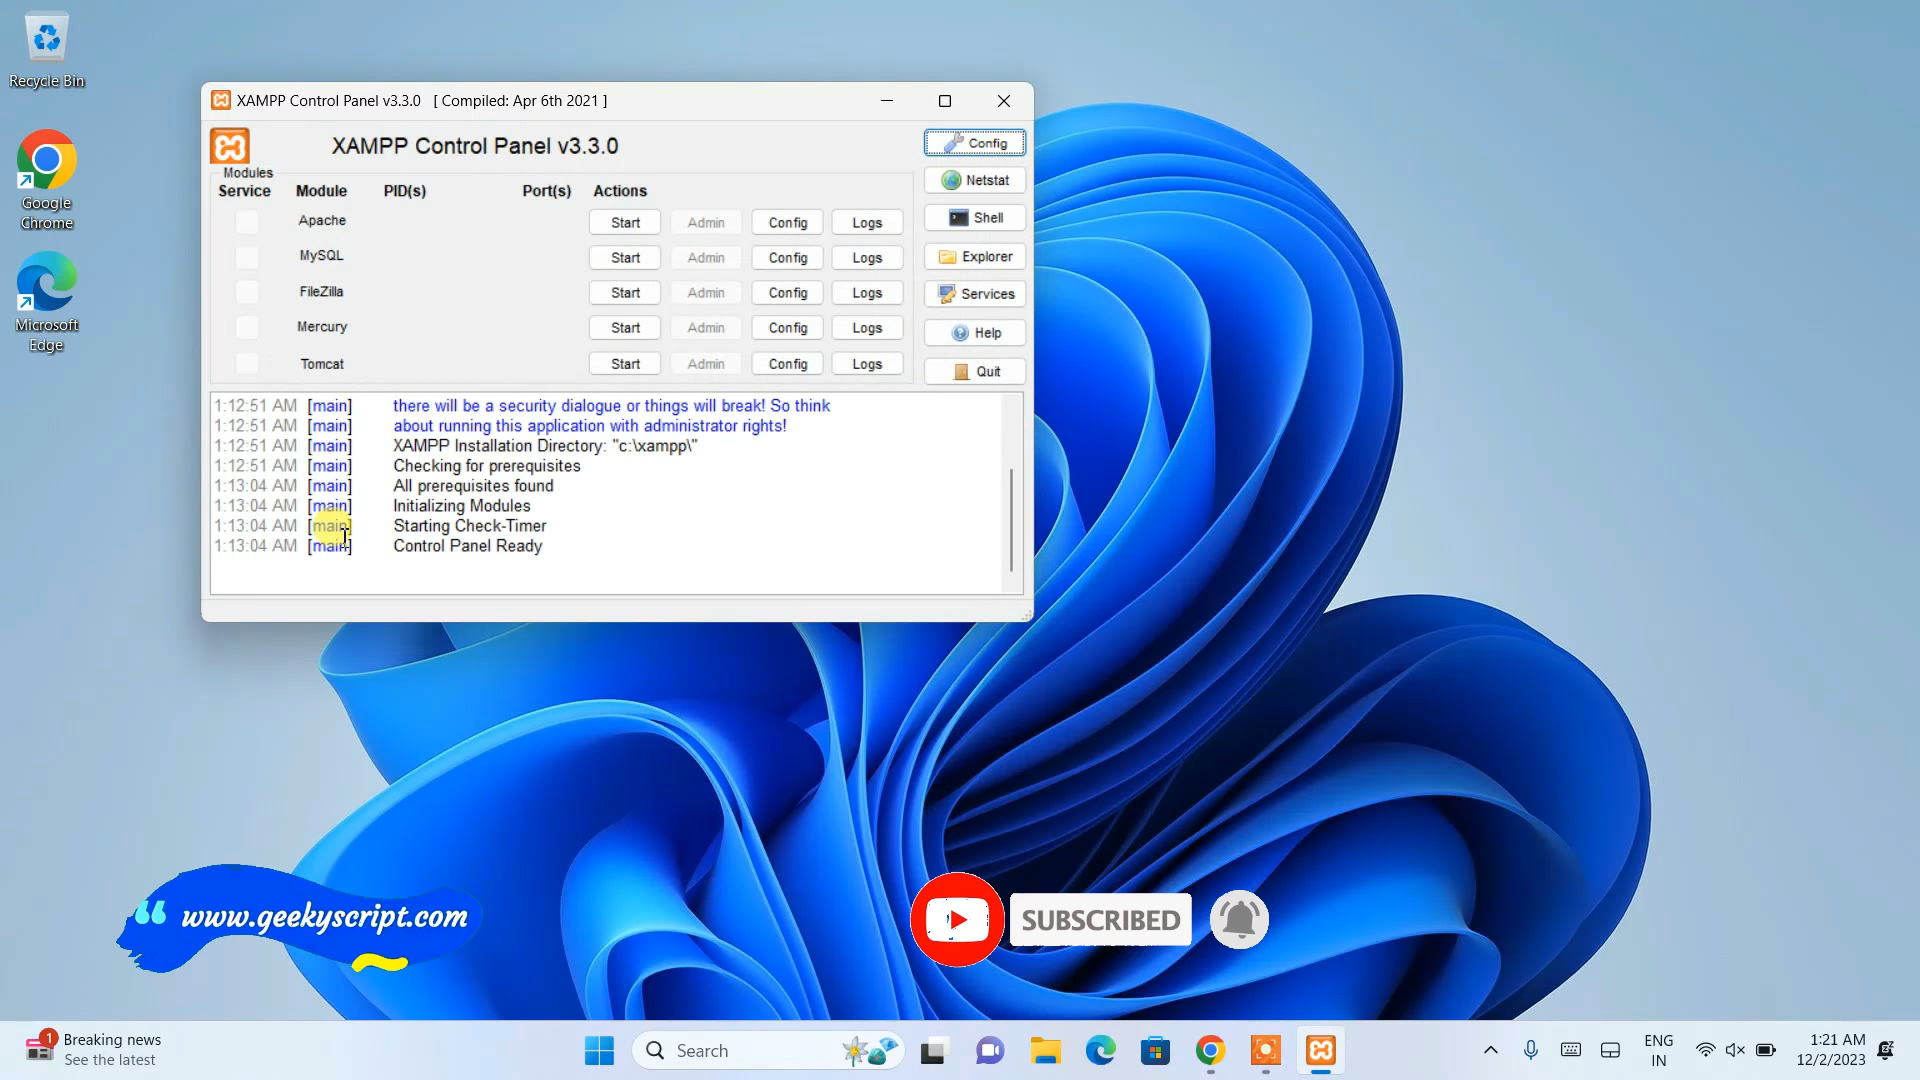 Recycle Bin
Google
Chrome
Microsoft
Edge
XAMPP Control Panel v3.3.0 [ Compiled: Apr 6th 2021 ]
XAMPP Control Panel v3.3.0
Modules
Service Module PID(s) Port(s) Actions
Apache Start Admin Config Logs
MySQL Start Admin Config Logs
FileZilla Start Admin Config Logs
Mercury Start Admin Config Logs
Tomcat Start Admin Config Logs
Config
Netstat
Shell
Explorer
Services
Help
Quit
1:12:51 AM [main] there will be a security dialogue or things will break! So think
1:12:51 AM [main] about running this application with administrator rights!
1:12:51 AM [main] XAMPP Installation Directory: "c:\xampp\"
1:12:51 AM [main] Checking for prerequisites
1:13:04 AM [main] All prerequisites found
1:13:04 AM [main] Initializing Modules
1:13:04 AM [main] Starting Check-Timer
1:13:04 AM [main] Control Panel Ready
www.geekyscript.com
SUBSCRIBED
1
Breaking news
See the latest
Search
ENG
IN
1:21 AM
12/2/2023